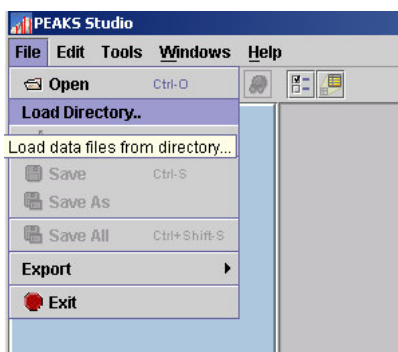 PEAKS Studio
File Edit Tools Windows Help
Open Ctrl-O
Load Directory..
Load data files from directory...
Save Ctrl-S
Save As
Save All Ctrl+Shift-S
Export
Exit